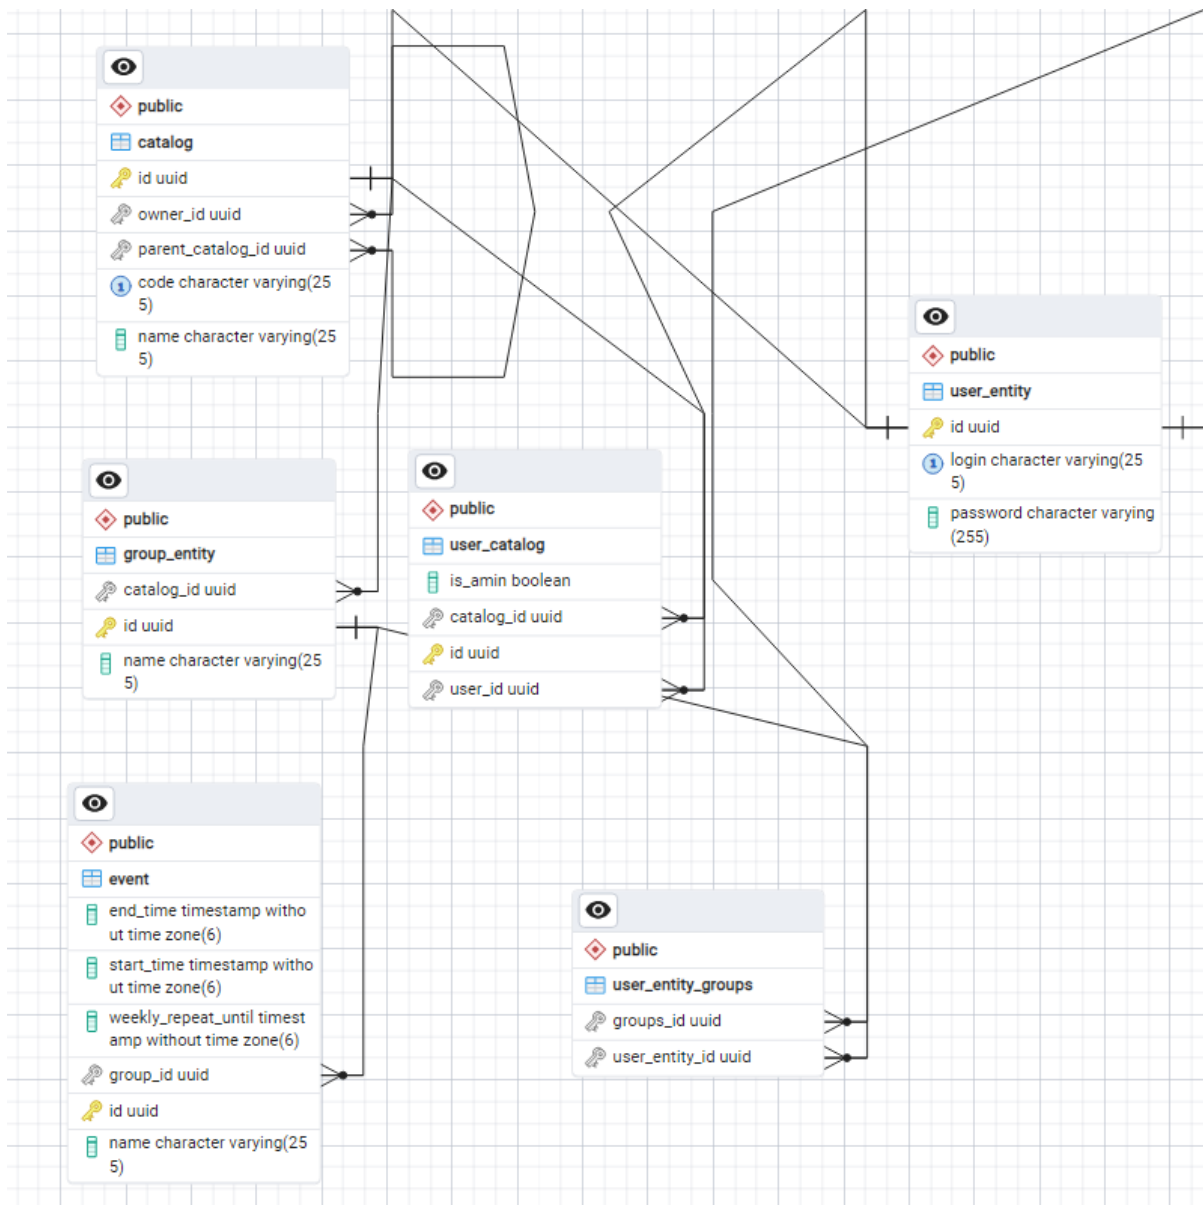 public
catalog
id uuid
owner_id uuid
parent_catalog_id uuid
1
code character varying(25
5)
name character varying(25
5)
public
user_entity
id uuid
1
login character varying(25
5)
password character varying
(255)
public
group_entity
catalog_id uuid
id uuid
name character varying(25
5)
public
user_catalog
is_amin boolean
catalog_id uuid
id uuid
user_id uuid
public
event
end_time timestamp witho
ut time zone(6)
start_time timestamp witho
ut time zone(6)
weekly_repeat_until timest
amp without time zone(6)
group_id uuid
id uuid
name character varying(25
5)
public
user_entity_groups
groups_id uuid
user_entity_id uuid